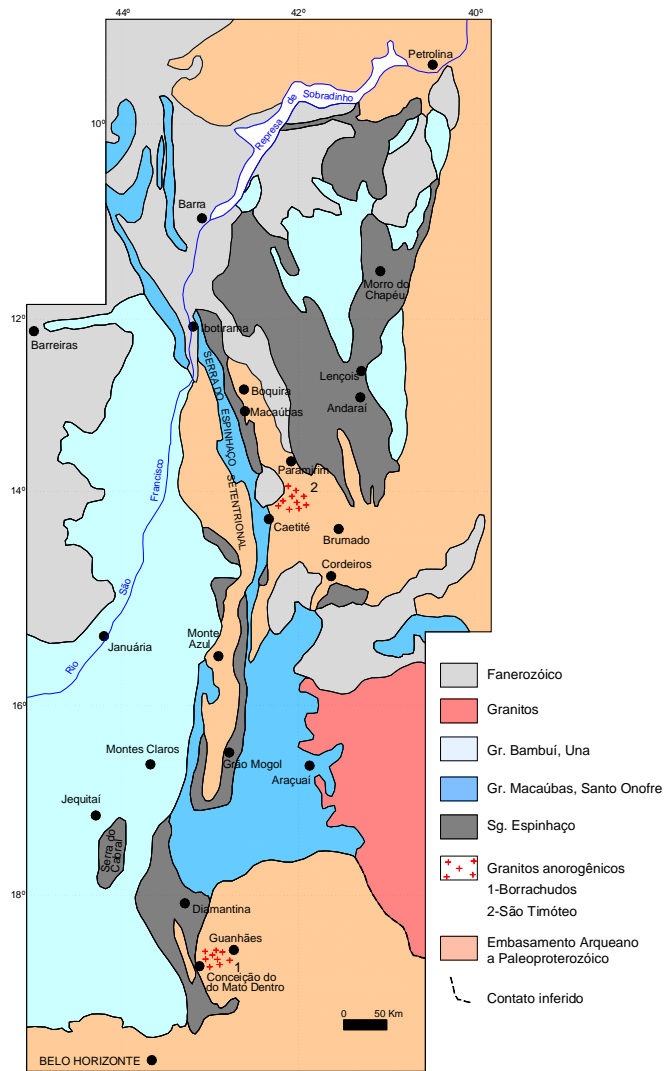 44º
42º
40º
Petrolina
Represa de Sobradinho
10º
Barra
Morro do
Chapéu
12º
Ibotirama
Barreiras
Lençois
Boquira
Andaraí
Macaúbas
SERRA DO ESPINHAÇO SETENTRIONAL
Paramirim
2
14º
Caetité
Brumado
Cordeiros
Rio São Francisco
Januária
Monte
Azul
16º
Montes Claros
Grão Mogol
Araçuaí
Jequitaí
Serra do
Cabral
18º
Diamantina
Guanhães
1
Conceição do
do Mato Dentro
0 50 Km
BELO HORIZONTE
Fanerozóico
Granitos
Gr. Bambuí, Una
Gr. Macaúbas, Santo Onofre
Sg. Espinhaço
Granitos anorogênicos
1-Borrachudos
2-São Timóteo
Embasamento Arqueano
a Paleoproterozóico
Contato inferido